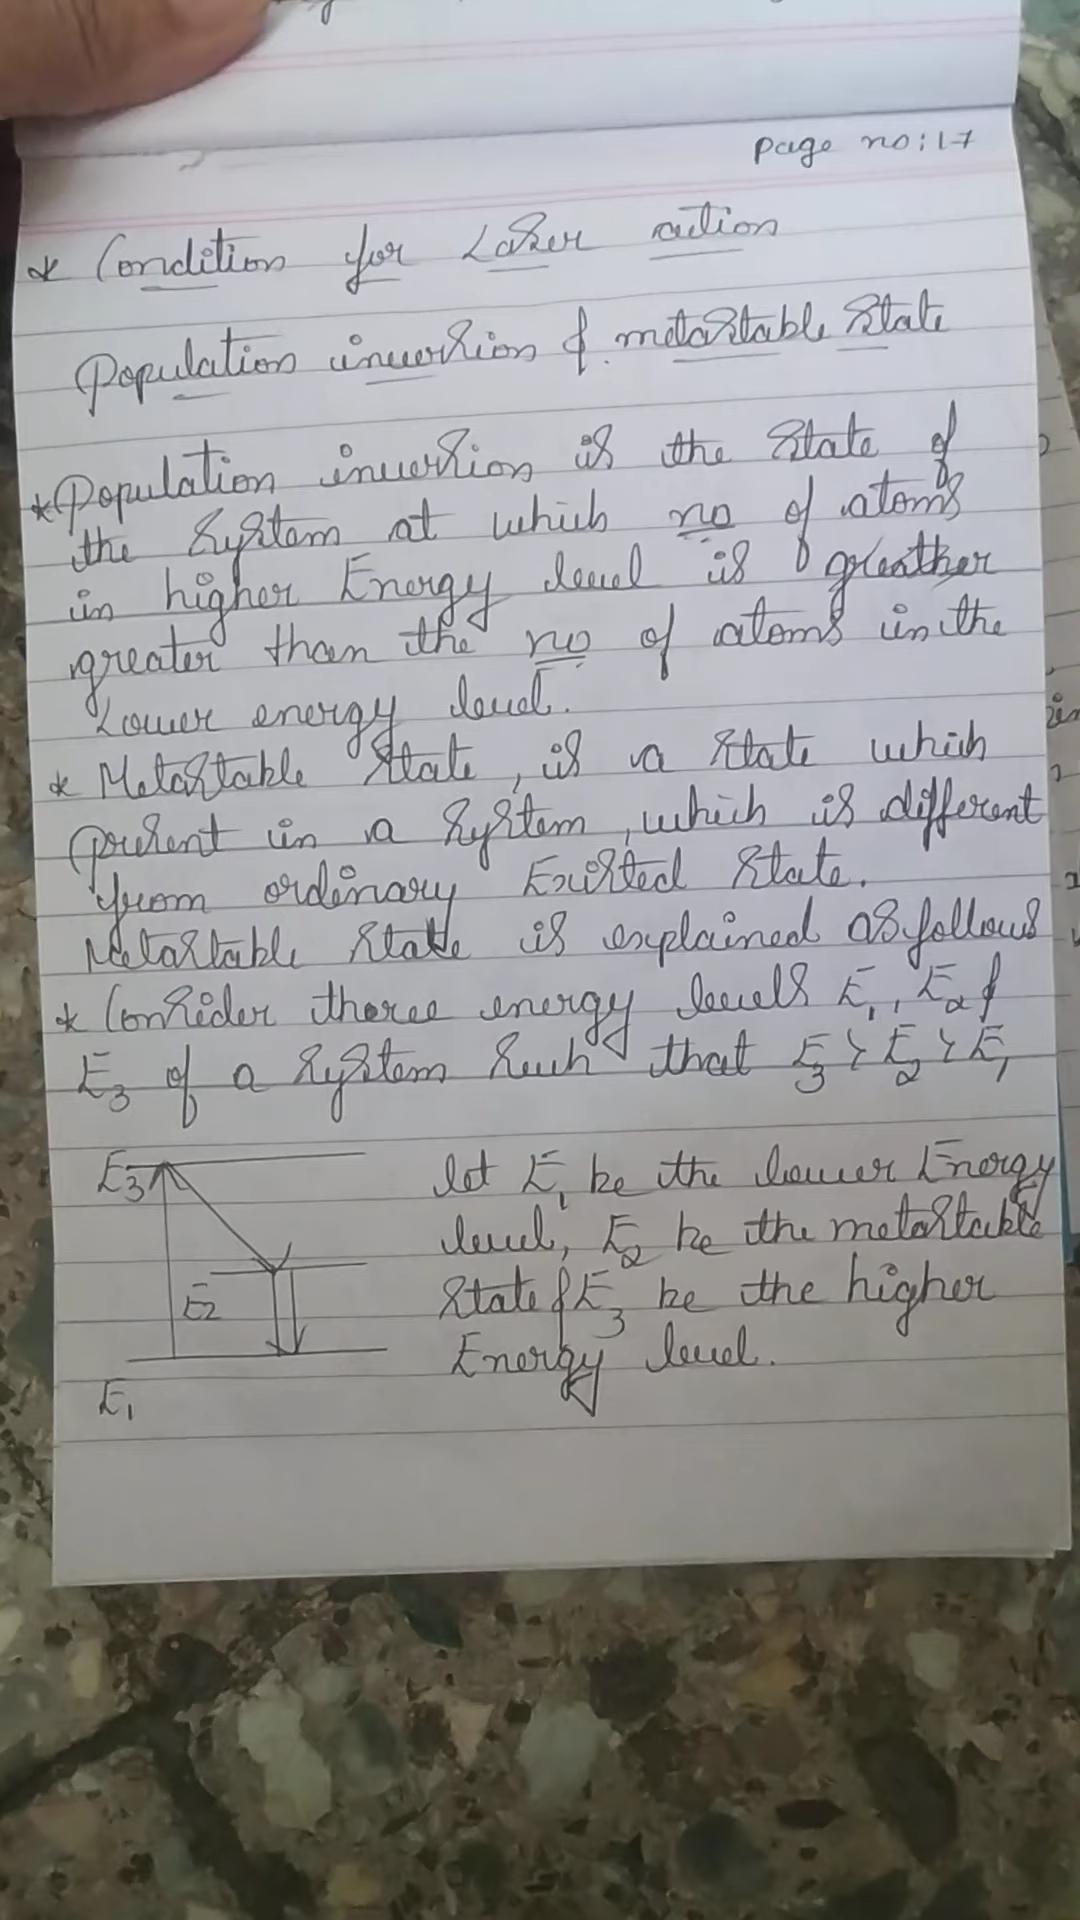 Page no:17
* Condition for Laser action
Population inversion & metastable State
* Population inversion is the State of
the System at which no of atoms
in higher Energy level is greather
greater than the no of atoms in the
Lower energy level.
* Metastable State, is a State which
present in a System, which is different
from ordinary Existed State.
Metastable State is explained as follows
* Consider thoree energy levels E1, E2 &
E3 of a System Such that E3 > E2 > E1
E3
E2
E1
let E1 be the lower Energy
level, E2 be the metastable
State & E3 be the higher
Energy level.